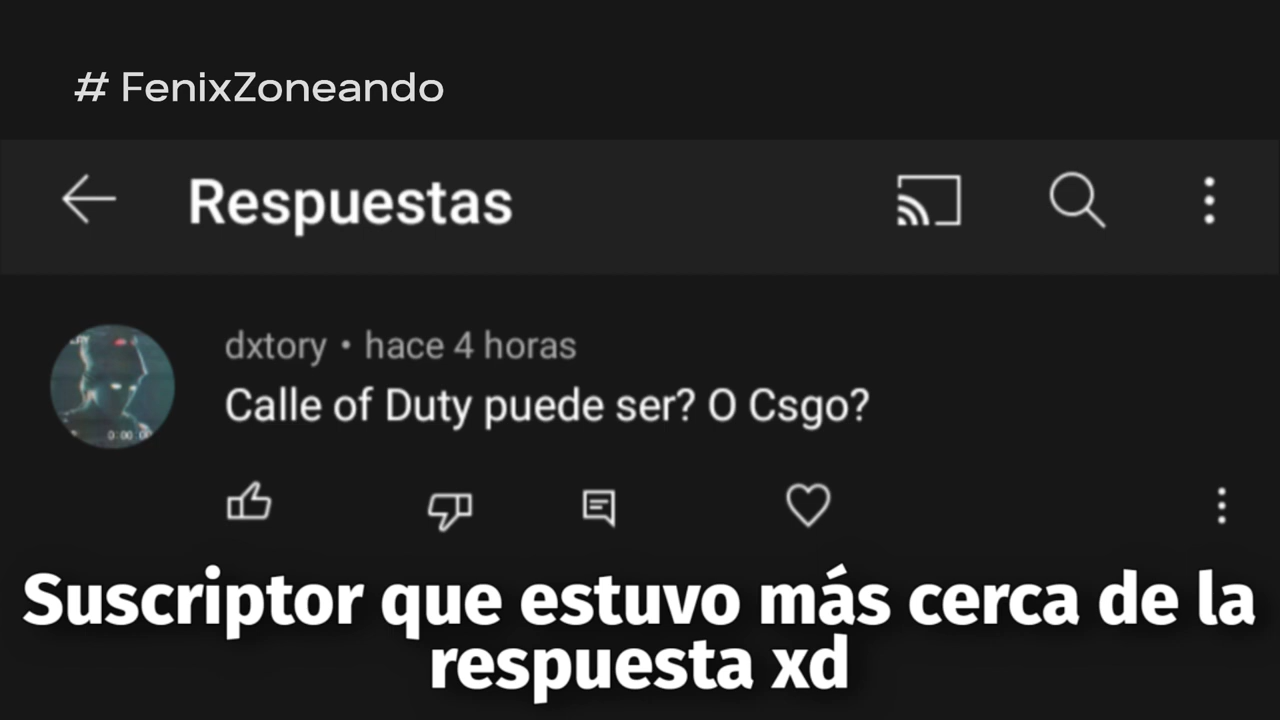 # FenixZoneando
Respuestas
dxtory • hace 4 horas
Calle of Duty puede ser? O Csgo?
Suscriptor que estuvo más cerca de la
respuesta xd